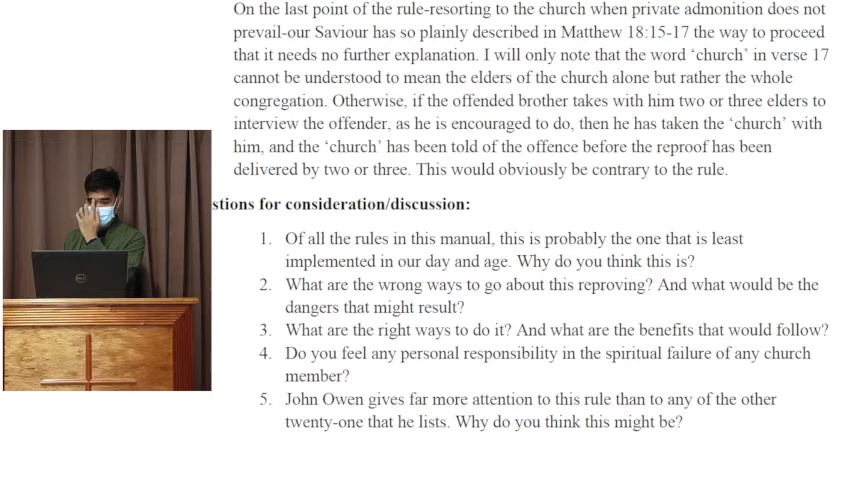 On the last point of the rule-resorting to the church when private admonition does not
prevail-our Saviour has so plainly described in Matthew 18:15-17 the way to proceed
that it needs no further explanation. I will only note that the word ‘church’ in verse 17
cannot be understood to mean the elders of the church alone but rather the whole
congregation. Otherwise, if the offended brother takes with him two or three elders to
interview the offender, as he is encouraged to do, then he has taken the ‘church’ with
him, and the ‘church’ has been told of the offence before the reproof has been
delivered by two or three. This would obviously be contrary to the rule.
stions for consideration/discussion:
1. Of all the rules in this manual, this is probably the one that is least
implemented in our day and age. Why do you think this is?
2. What are the wrong ways to go about this reproving? And what would be the
dangers that might result?
3. What are the right ways to do it? And what are the benefits that would follow?
4. Do you feel any personal responsibility in the spiritual failure of any church
member?
5. John Owen gives far more attention to this rule than to any of the other
twenty-one that he lists. Why do you think this might be?
DELL